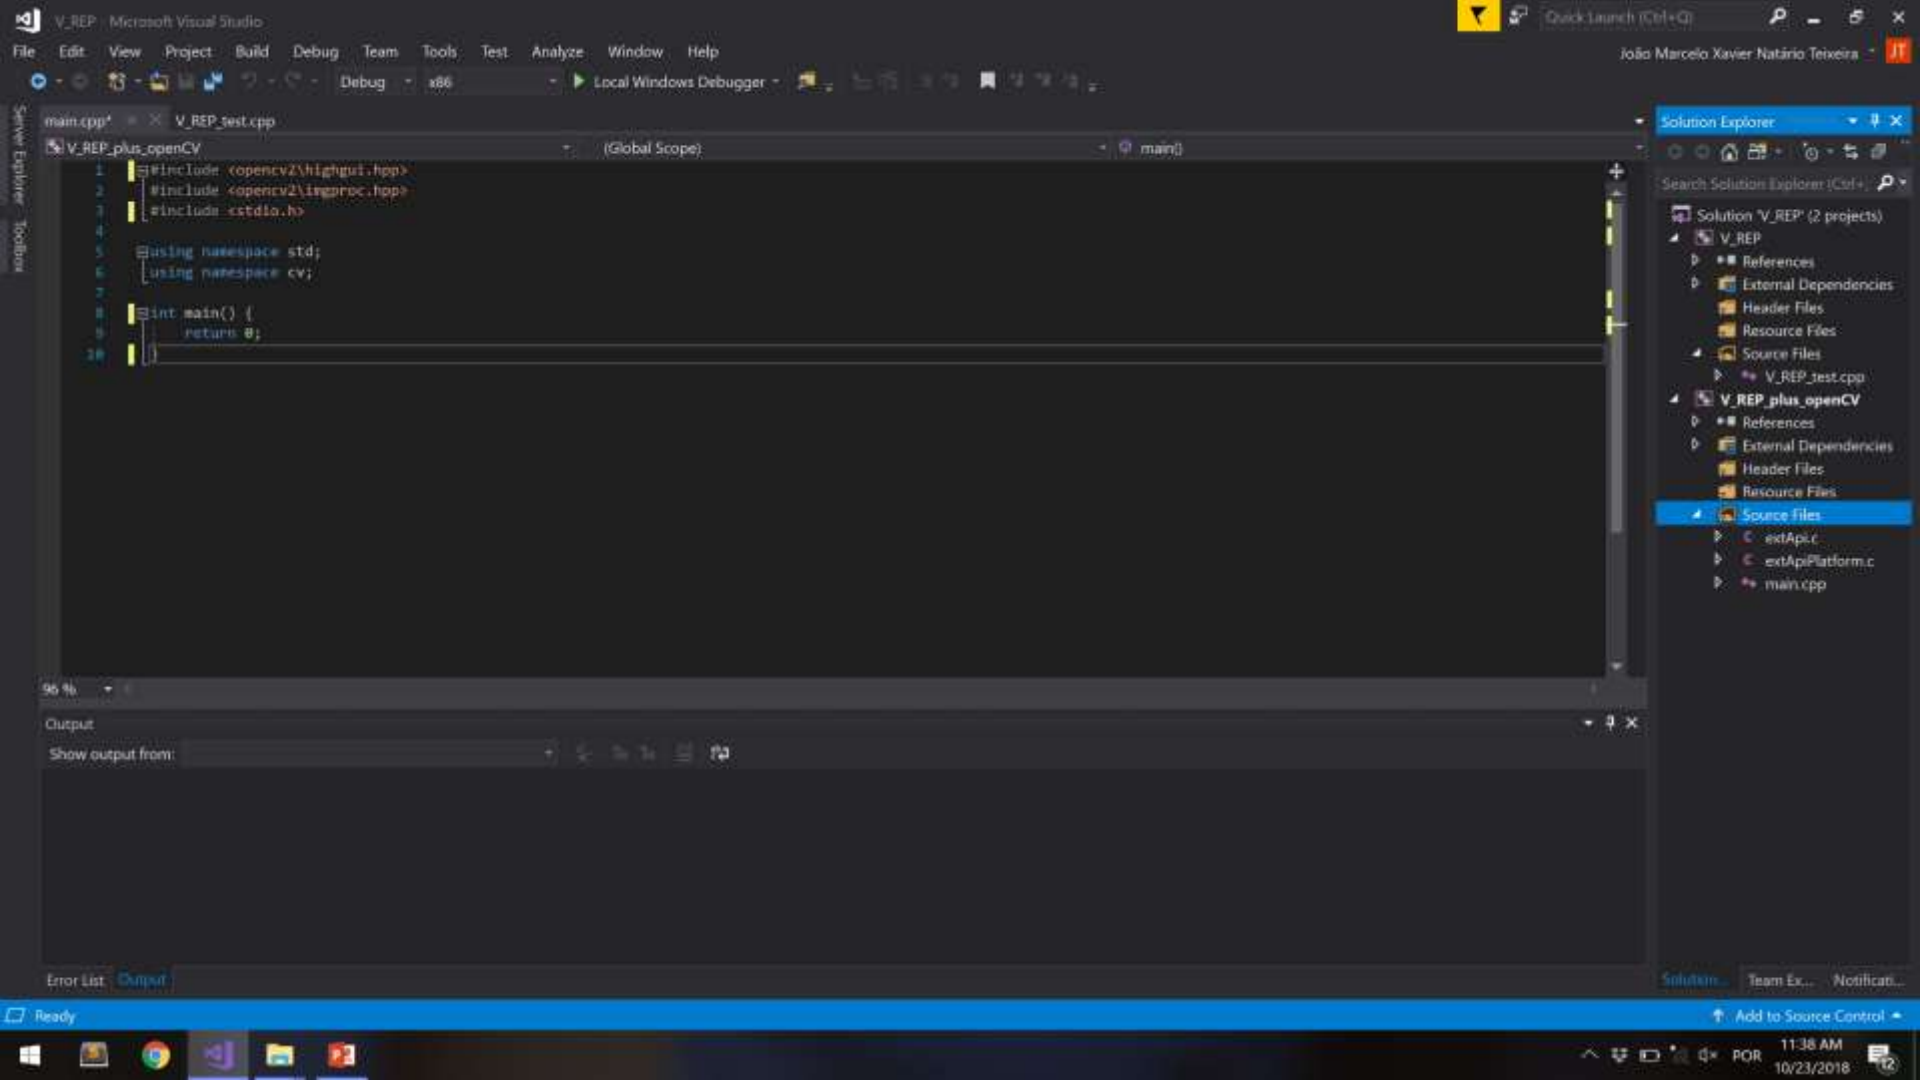 V_REP - Microsoft Visual Studio
Quick Launch (Ctrl+Q)
File Edit View Project Build Debug Team Tools Test Analyze Window Help
João Marcelo Xavier Natário Teixeira JT
Debug x86 Local Windows Debugger
Server Explorer
Toolbox
main.cpp* V_REP_test.cpp
V_REP_plus_openCV (Global Scope) main()
1 #include <opencv2\highgui.hpp>
2 #include <opencv2\imgproc.hpp>
3 #include <stdio.h>
4
5 using namespace std;
6 using namespace cv;
7
8 int main() {
9 return 0;
10 }
96 %
Output
Show output from:
Error List Output
Solution Explorer
Search Solution Explorer (Ctrl+;
Solution 'V_REP' (2 projects)
V_REP
References
External Dependencies
Header Files
Resource Files
Source Files
V_REP_test.cpp
V_REP_plus_openCV
References
External Dependencies
Header Files
Resource Files
Source Files
extApi.c
extApiPlatform.c
main.cpp
Solution... Team Ex... Notificati...
Ready
Add to Source Control
POR
11:38 AM
10/23/2018
12